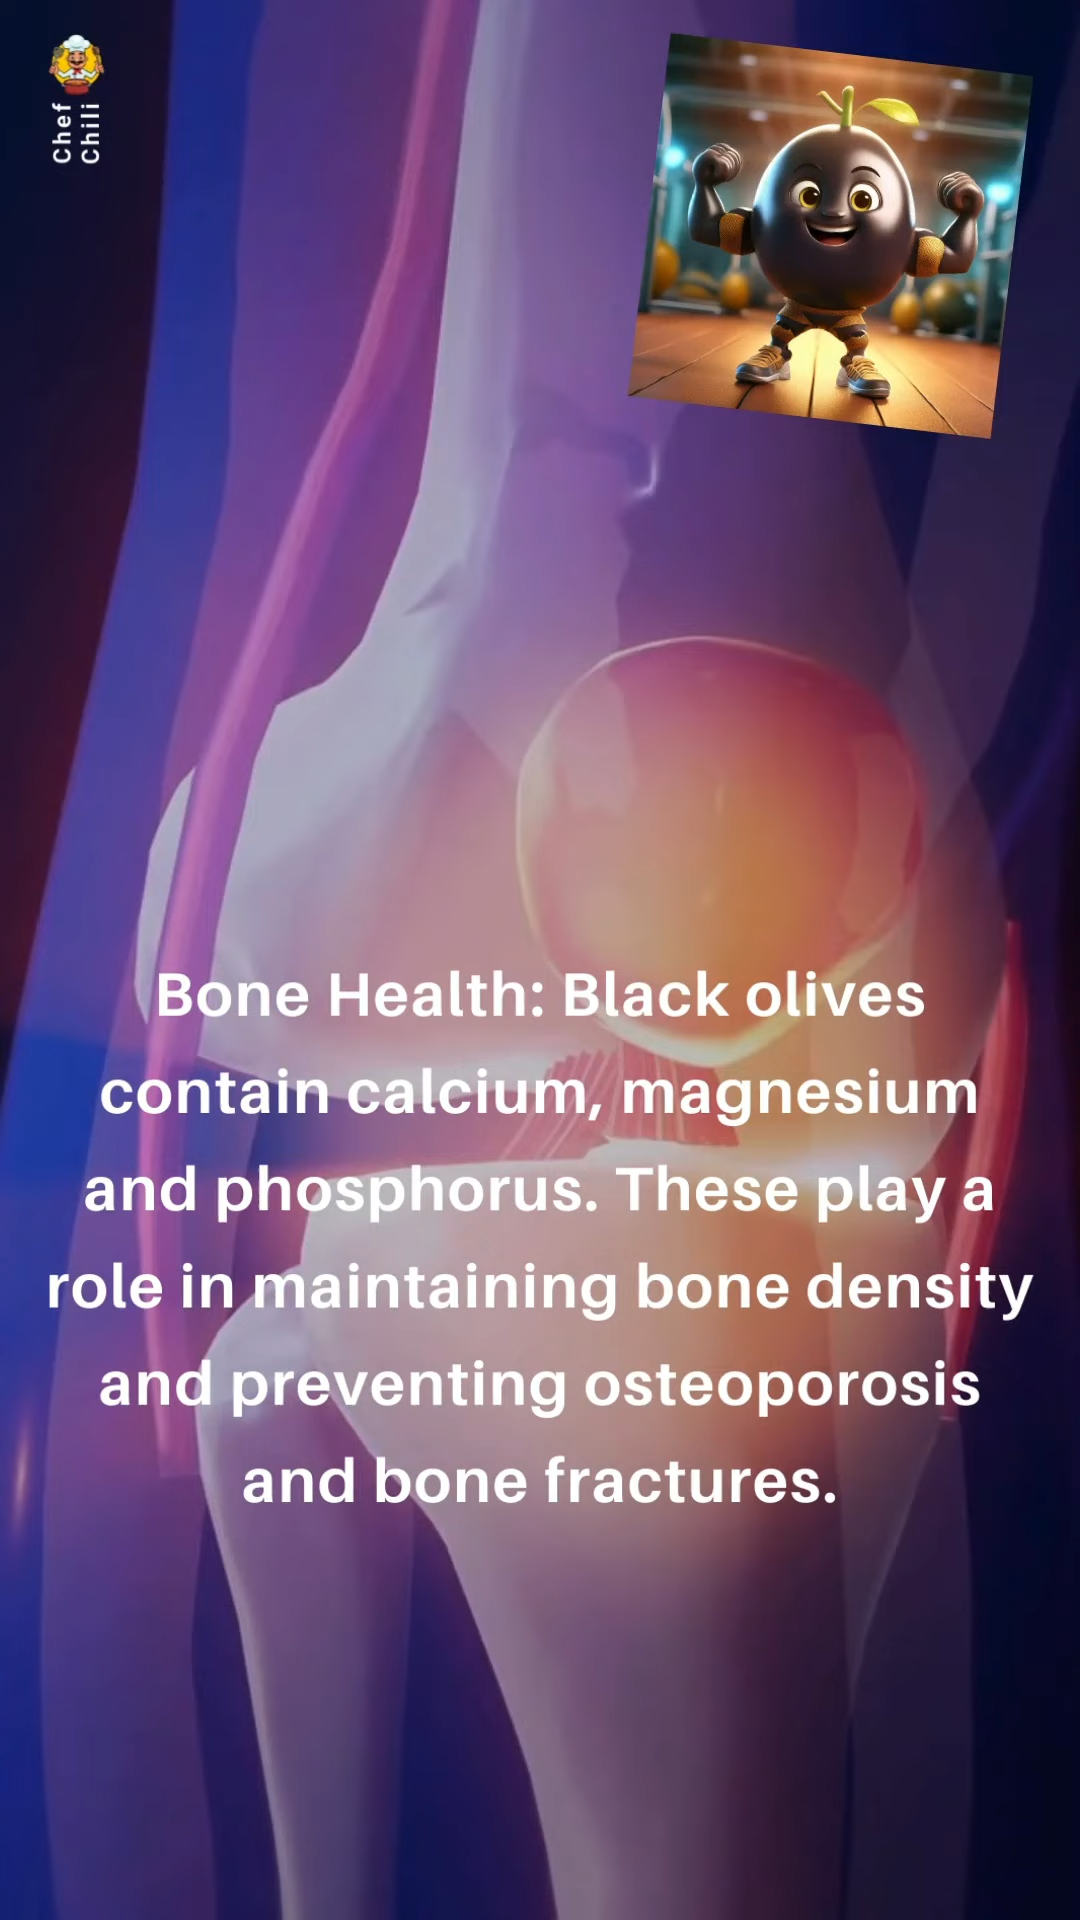 Chef
Chili
Bone Health: Black olives
contain calcium, magnesium
and phosphorus. These play a
role in maintaining bone density
and preventing osteoporosis
and bone fractures.